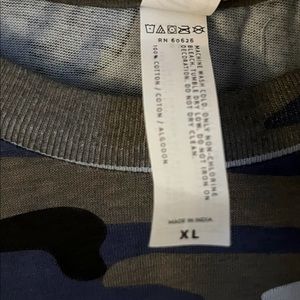 RN 60626
MACHINE WASH COLD, ONLY NON-CHLORINE
BLEACH, TUMBLE DRY LOW, DO NOT IRON ON
DECORATION, DO NOT DRY CLEAN.
100% COTTON / COTON / ALGODON
MADE IN INDIA
XL